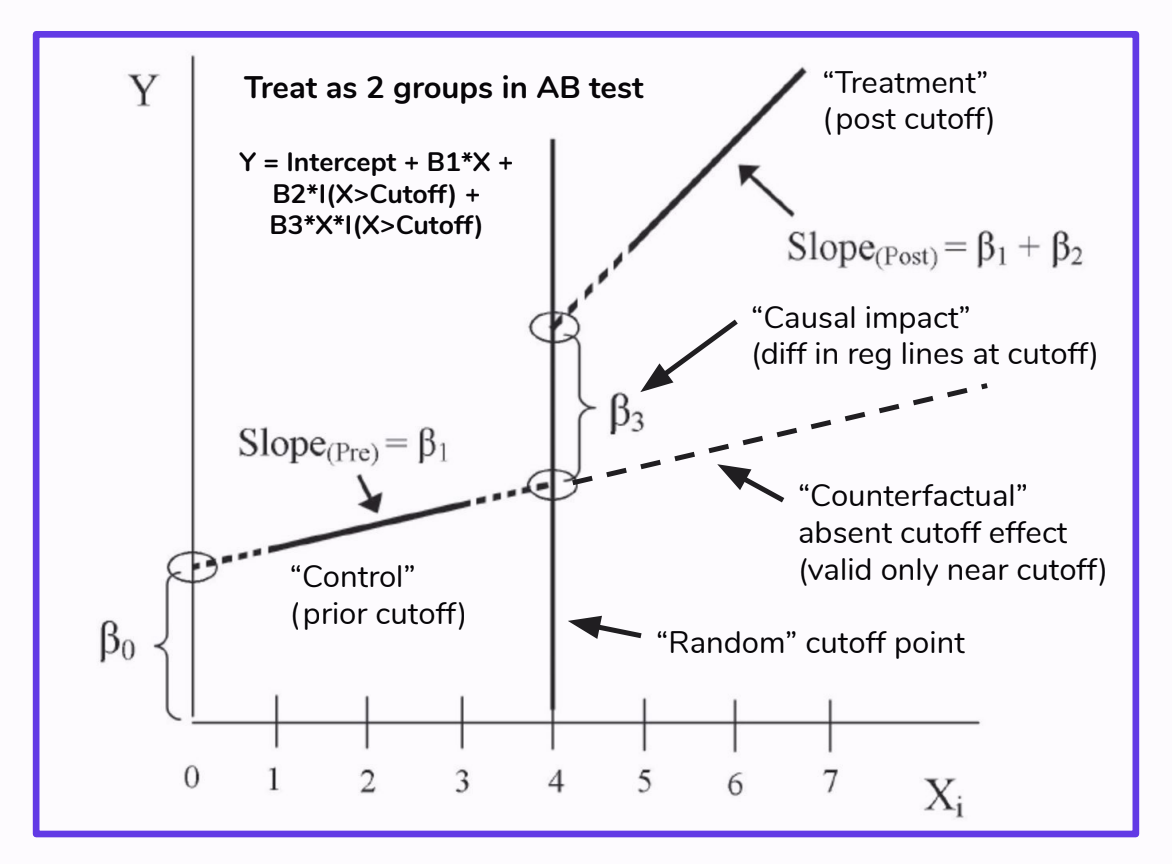 Y
Treat as 2 groups in AB test
“Treatment”
(post cutoff)
Y = Intercept + B1*X +
B2*I(X>Cutoff) +
B3*X*I(X>Cutoff)
Slope(Post) = β1 + β2
“Causal impact”
(diff in reg lines at cutoff)
β3
Slope(Pre) = β1
“Counterfactual”
absent cutoff effect
(valid only near cutoff)
“Control”
(prior cutoff)
β0
“Random” cutoff point
0 1 2 3 4 5 6 7
Xi